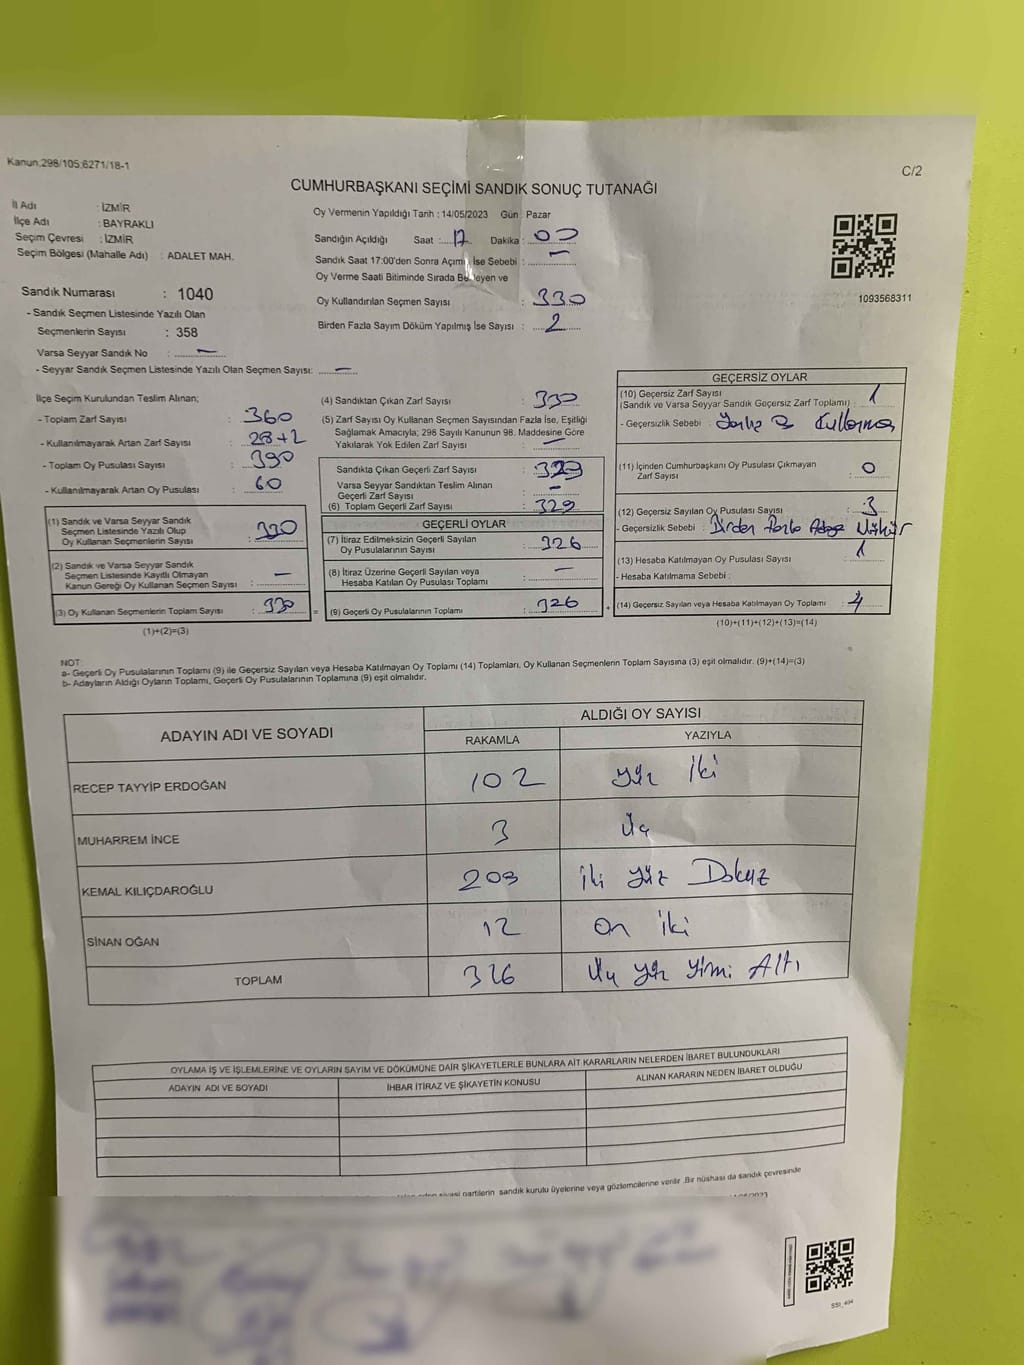 Kanun;298/105;6271/18-1
C/2
CUMHURBAŞKANI SEÇİMİ SANDIK SONUÇ TUTANAĞI
İl Adı : İZMİR
İlçe Adı : BAYRAKLI
Seçim Çevresi : İZMİR
Seçim Bölgesi (Mahalle Adı) : ADALET MAH.
Sandık Numarası : 1040
- Sandık Seçmen Listesinde Yazılı Olan
Seçmenlerin Sayısı : 358
Varsa Seyyar Sandık No : —
- Seyyar Sandık Seçmen Listesinde Yazılı Olan Seçmen Sayısı: —
Oy Vermenin Yapıldığı Tarih : 14/05/2023 Gün : Pazar
Sandığın Açıldığı Saat : 17 Dakika : 00
Sandık Saat 17:00'den Sonra Açımı İse Sebebi : —
Oy Verme Saati Bitiminde Sırada Bekleyen ve
Oy Kullandırılan Seçmen Sayısı : 330
Birden Fazla Sayım Döküm Yapılmış İse Sayısı : 2
1093568311
İlçe Seçim Kurulundan Teslim Alınan;
- Toplam Zarf Sayısı : 360
- Kullanılmayarak Artan Zarf Sayısı : 28+2
- Toplam Oy Pusulası Sayısı : 390
- Kullanılmayarak Artan Oy Pusulası : 60
(1) Sandık ve Varsa Seyyar Sandık
Seçmen Listesinde Yazılı Olup
Oy Kullanan Seçmenlerin Sayısı : 330
(2) Sandık ve Varsa Seyyar Sandık
Seçmen Listesinde Kayıtlı Olmayan
Kanun Gereği Oy Kullanan Seçmen Sayısı : —
(3) Oy Kullanan Seçmenlerin Toplam Sayısı : 330
(1)+(2)=(3)
(4) Sandıktan Çıkan Zarf Sayısı : 330
(5) Zarf Sayısı Oy Kullanan Seçmen Sayısından Fazla İse, Eşitliği
Sağlamak Amacıyla; 298 Sayılı Kanunun 98. Maddesine Göre
Yakılarak Yok Edilen Zarf Sayısı : —
Sandıkta Çıkan Geçerli Zarf Sayısı : 329
Varsa Seyyar Sandıktan Teslim Alınan
Geçerli Zarf Sayısı : —
(6) Toplam Geçerli Zarf Sayısı : 329
GEÇERLİ OYLAR
(7) İtiraz Edilmeksizin Geçerli Sayılan
Oy Pusulalarının Sayısı : 326
(8) İtiraz Üzerine Geçerli Sayılan veya
Hesaba Katılan Oy Pusulası Toplamı : —
= (9) Geçerli Oy Pusulalarının Toplamı : 326
GEÇERSİZ OYLAR
(10) Geçersiz Zarf Sayısı
(Sandık ve Varsa Seyyar Sandık Geçersiz Zarf Toplamı) : 1
- Geçersizlik Sebebi :
(11) İçinden Cumhurbaşkanı Oy Pusulası Çıkmayan
Zarf Sayısı : 0
(12) Geçersiz Sayılan Oy Pusulası Sayısı : 3
- Geçersizlik Sebebi : Birden Fazla Adaya Mühür
(13) Hesaba Katılmayan Oy Pusulası Sayısı : 1
- Hesaba Katılmama Sebebi :
+ (14) Geçersiz Sayılan veya Hesaba Katılmayan Oy Toplamı : 4
(10)+(11)+(12)+(13)=(14)
NOT:
a- Geçerli Oy Pusulalarının Toplamı (9) ile Geçersiz Sayılan veya Hesaba Katılmayan Oy Toplamı (14) Toplamları, Oy Kullanan Seçmenlerin Toplam Sayısına (3) eşit olmalıdır. (9)+(14)=(3)
b- Adayların Aldığı Oyların Toplamı, Geçerli Oy Pusulalarının Toplamına (9) eşit olmalıdır.
ADAYIN ADI VE SOYADI
ALDIĞI OY SAYISI
RAKAMLA YAZIYLA
RECEP TAYYİP ERDOĞAN 102 Yüz İki
MUHARREM İNCE 3 Üç
KEMAL KILIÇDAROĞLU 209 İki Yüz Dokuz
SİNAN OĞAN 12 On İki
TOPLAM 326 Üç Yüz Yirmi Altı
OYLAMA İŞ VE İŞLEMLERİNE VE OYLARIN SAYIM VE DÖKÜMÜNE DAİR ŞİKAYETLERLE BUNLARA AİT KARARLARIN NELERDEN İBARET BULUNDUKLARI
ADAYIN ADI VE SOYADI İHBAR İTİRAZ VE ŞİKAYETİN KONUSU ALINAN KARARIN NEDEN İBARET OLDUĞU
siyasi partilerin sandık kurulu üyelerine veya gözlemcilerine verilir .Bir nüshası da sandık çevresinde